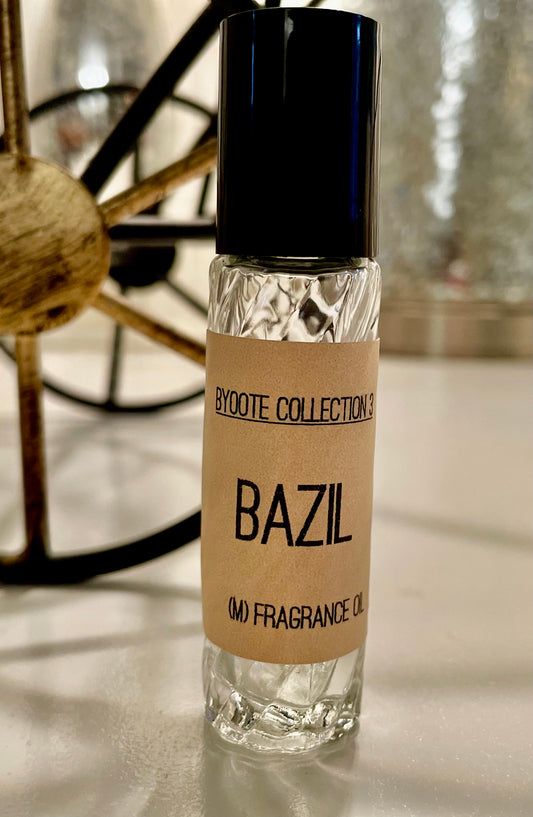 BYOOTE COLLECTION 3
BAZIL
(M) FRAGRANCE OIL